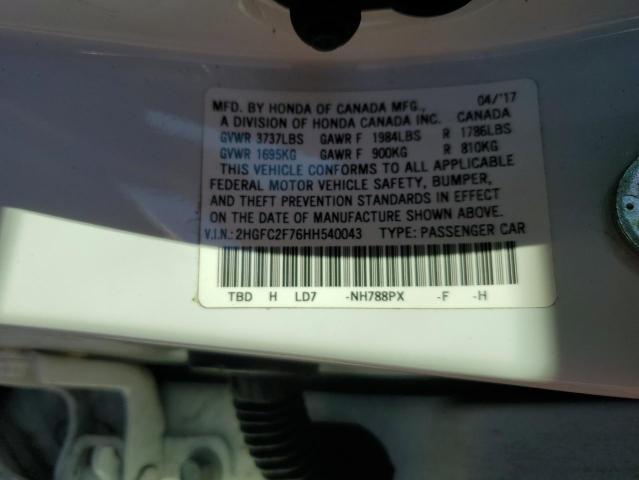 MFD. BY HONDA OF CANADA MFG., 04/'17
A DIVISION OF HONDA CANADA INC. CANADA
GVWR 3737LBS GAWR F 1984LBS R 1786LBS
GVWR 1695KG GAWR F 900KG R 810KG
THIS VEHICLE CONFORMS TO ALL APPLICABLE
FEDERAL MOTOR VEHICLE SAFETY, BUMPER,
AND THEFT PREVENTION STANDARDS IN EFFECT
ON THE DATE OF MANUFACTURE SHOWN ABOVE.
V.I.N.: 2HGFC2F76HH540043 TYPE: PASSENGER CAR
TBD H LD7 -NH788PX -F -H